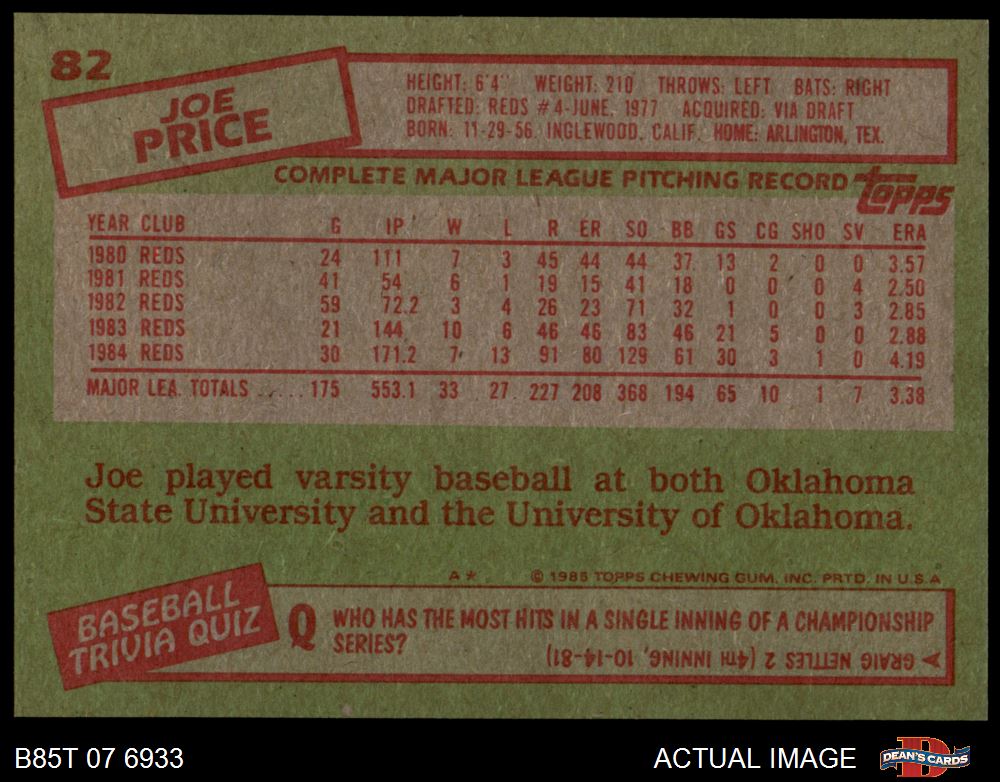 82
JOE
PRICE
HEIGHT: 6'4" WEIGHT: 210 THROWS: LEFT BATS: RIGHT
DRAFTED: REDS #4-JUNE, 1977 ACQUIRED: VIA DRAFT
BORN: 11-29-56, INGLEWOOD, CALIF. HOME: ARLINGTON, TEX.
COMPLETE MAJOR LEAGUE PITCHING RECORD topps
YEAR CLUB G IP W L R ER SO BB GS CG SHO SV ERA
1980 REDS 24 111 7 3 45 44 44 37 13 2 0 0 3.57
1981 REDS 41 54 6 1 19 15 41 18 0 0 0 4 2.50
1982 REDS 59 72.2 3 4 26 23 71 32 1 0 0 3 2.85
1983 REDS 21 144 10 6 46 46 83 46 21 5 0 0 2.88
1984 REDS 30 171.2 7 13 91 80 129 61 30 3 1 0 4.19
MAJOR LEA. TOTALS ...... 175 553.1 33 27 227 208 368 194 65 10 1 7 3.38
Joe played varsity baseball at both Oklahoma
State University and the University of Oklahoma.
A* © 1985 TOPPS CHEWING GUM, INC. PRTD. IN U.S.A.
BASEBALL
TRIVIA QUIZ
Q WHO HAS THE MOST HITS IN A SINGLE INNING OF A CHAMPIONSHIP
SERIES?
GRAIG NETTLES 2 (4TH INNING, 10-14-81)
B85T 07 6933
ACTUAL IMAGE
DEAN'S CARDS
D